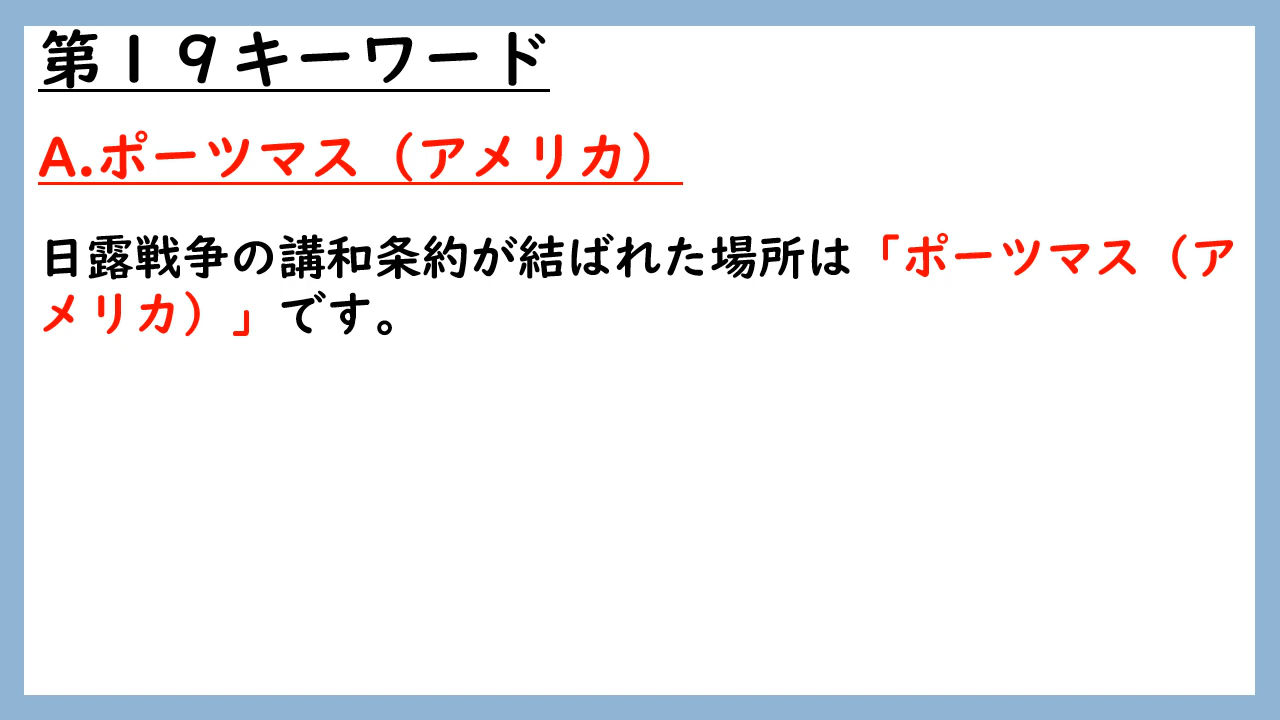 第１９キーワード
A.ポーツマス（アメリカ）
日露戦争の講和条約が結ばれた場所は「ポーツマス（ア
メリカ）」です。